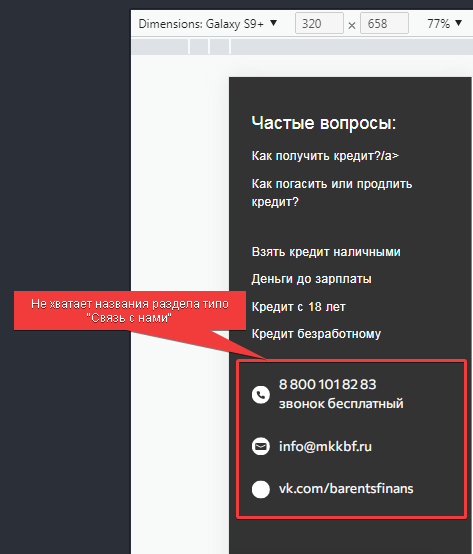 Dimensions: Galaxy S9+ ▼ 320 × 658 77% ▼
Частые вопросы:
Как получить кредит?/a>
Как погасить или продлить
кредит?
Взять кредит наличными
Деньги до зарплаты
Не хватает названия раздела типо
"Связь с нами"
Кредит с 18 лет
Кредит безработному
8 800 101 82 83
звонок бесплатный
info@mkkbf.ru
vk.com/barentsfinans